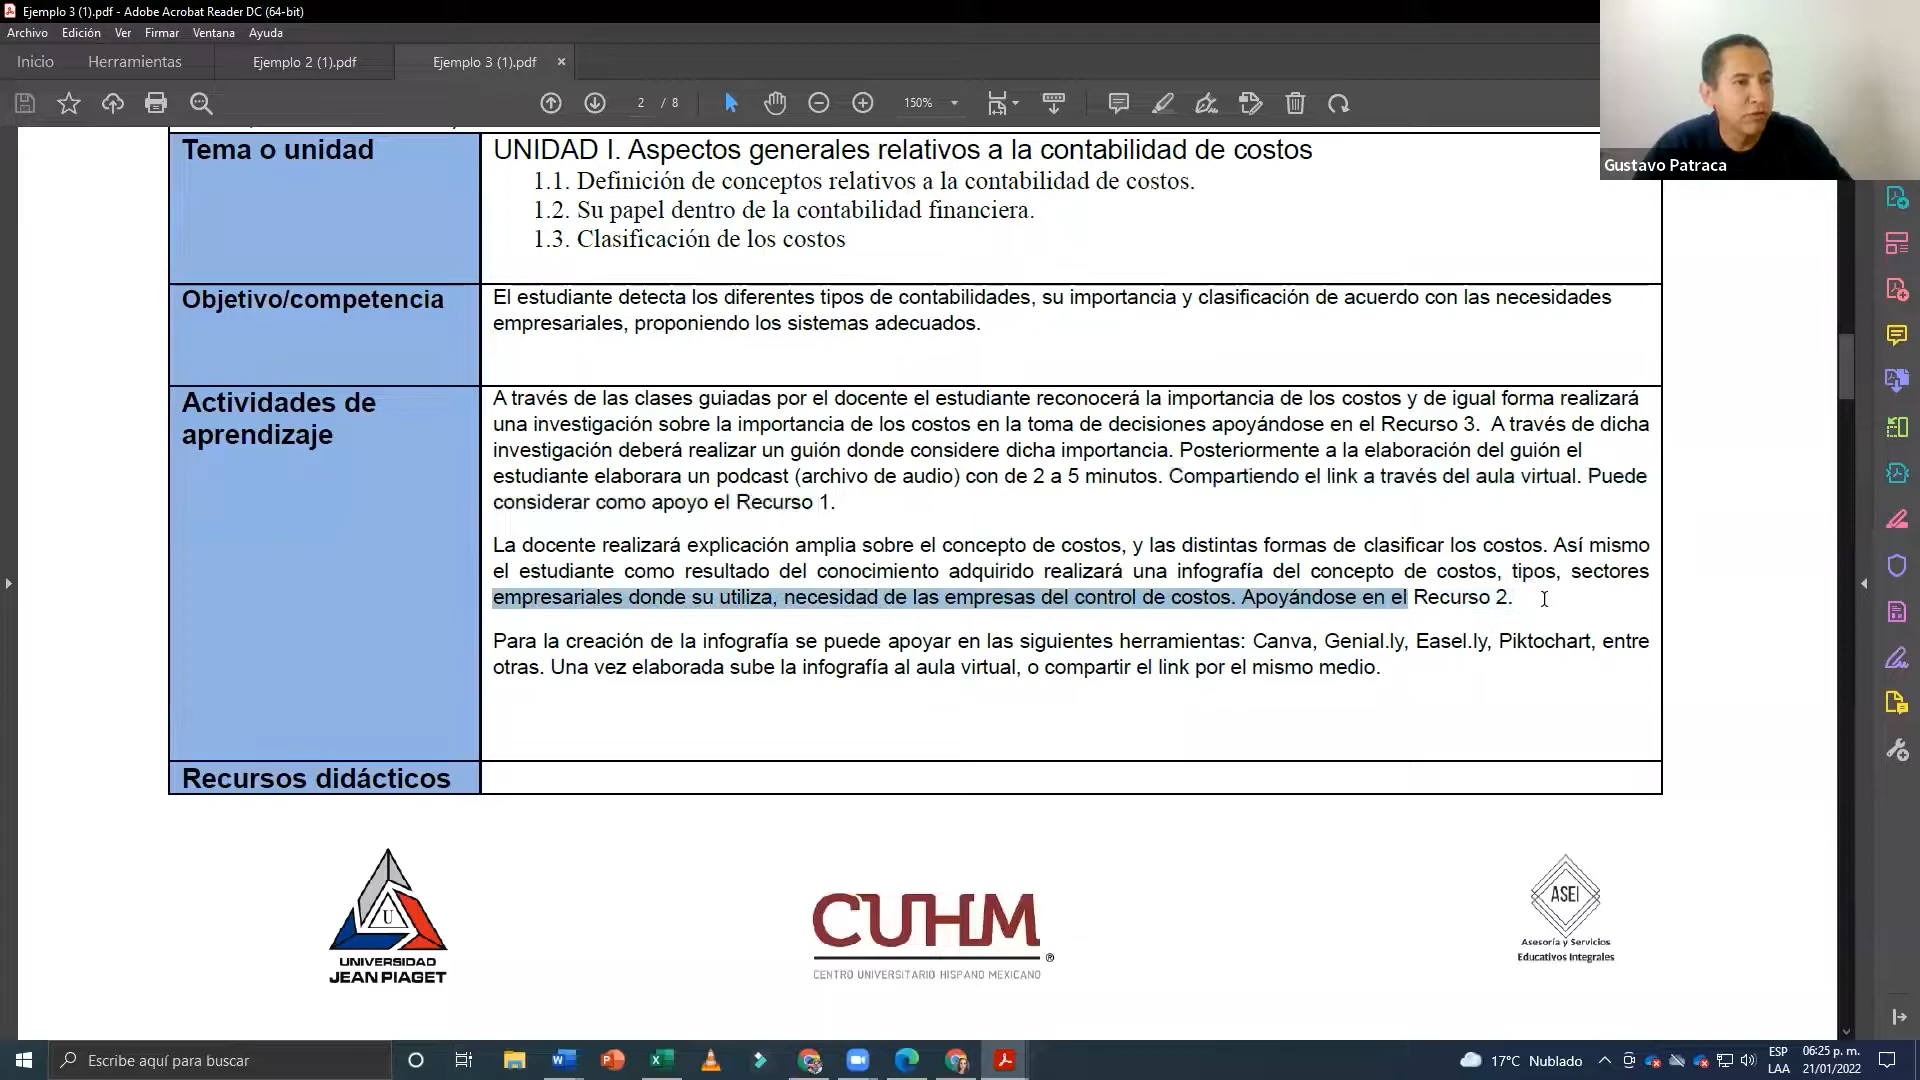 Ejemplo 3 (1).pdf - Adobe Acrobat Reader DC (64-bit)
Archivo Edición Ver Firmar Ventana Ayuda
Inicio Herramientas Ejemplo 2 (1).pdf Ejemplo 3 (1).pdf ×
2 / 8 150%
Gustavo Patraca
Tema o unidad
UNIDAD I. Aspectos generales relativos a la contabilidad de costos
1.1. Definición de conceptos relativos a la contabilidad de costos.
1.2. Su papel dentro de la contabilidad financiera.
1.3. Clasificación de los costos
Objetivo/competencia
El estudiante detecta los diferentes tipos de contabilidades, su importancia y clasificación de acuerdo con las necesidades
empresariales, proponiendo los sistemas adecuados.
Actividades de
aprendizaje
A través de las clases guiadas por el docente el estudiante reconocerá la importancia de los costos y de igual forma realizará
una investigación sobre la importancia de los costos en la toma de decisiones apoyándose en el Recurso 3. A través de dicha
investigación deberá realizar un guión donde considere dicha importancia. Posteriormente a la elaboración del guión el
estudiante elaborara un podcast (archivo de audio) con de 2 a 5 minutos. Compartiendo el link a través del aula virtual. Puede
considerar como apoyo el Recurso 1.
La docente realizará explicación amplia sobre el concepto de costos, y las distintas formas de clasificar los costos. Así mismo
el estudiante como resultado del conocimiento adquirido realizará una infografía del concepto de costos, tipos, sectores
empresariales donde su utiliza, necesidad de las empresas del control de costos. Apoyándose en el Recurso 2.
Para la creación de la infografía se puede apoyar en las siguientes herramientas: Canva, Genial.ly, Easel.ly, Piktochart, entre
otras. Una vez elaborada sube la infografía al aula virtual, o compartir el link por el mismo medio.
Recursos didácticos
U
UNIVERSIDAD
JEAN PIAGET
CUHM ®
CENTRO UNIVERSITARIO HISPANO MEXICANO
ASEI
Asesoría y Servicios
Educativos Integrales
Escribe aquí para buscar
17°C Nublado
ESP
LAA
06:25 p. m.
21/01/2022